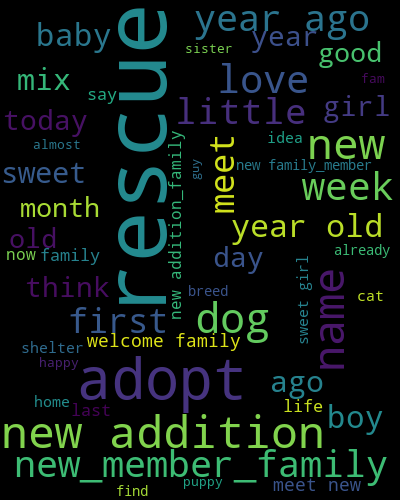 rescue
year ago
baby
year
sister
good
mix
love
fam
say
little
girl
today
almost
meet
idea
new
sweet
guy
new family_member
week
new addition_family
month
year old
old
now
family
day
already
think
sweet girl
name
breed
cat
first
dog
shelter
welcome family
happy
adopt
ago
home
last
life
boy
new addition
new_member_family
puppy
meet new
find